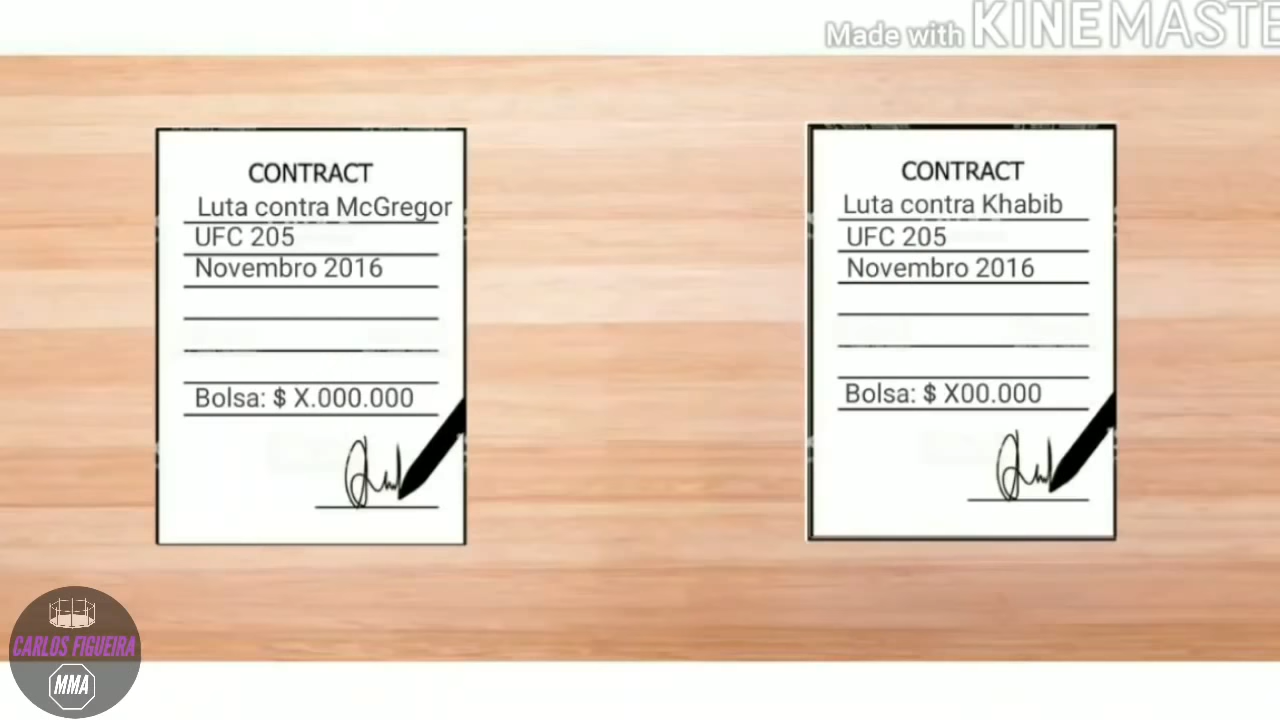 Made with KINEMASTE
CONTRACT
Luta contra McGregor
UFC 205
Novembro 2016
Bolsa: $ X.000.000
CONTRACT
Luta contra Khabib
UFC 205
Novembro 2016
Bolsa: $ X00.000
CARLOS FIGUEIRA
MMA